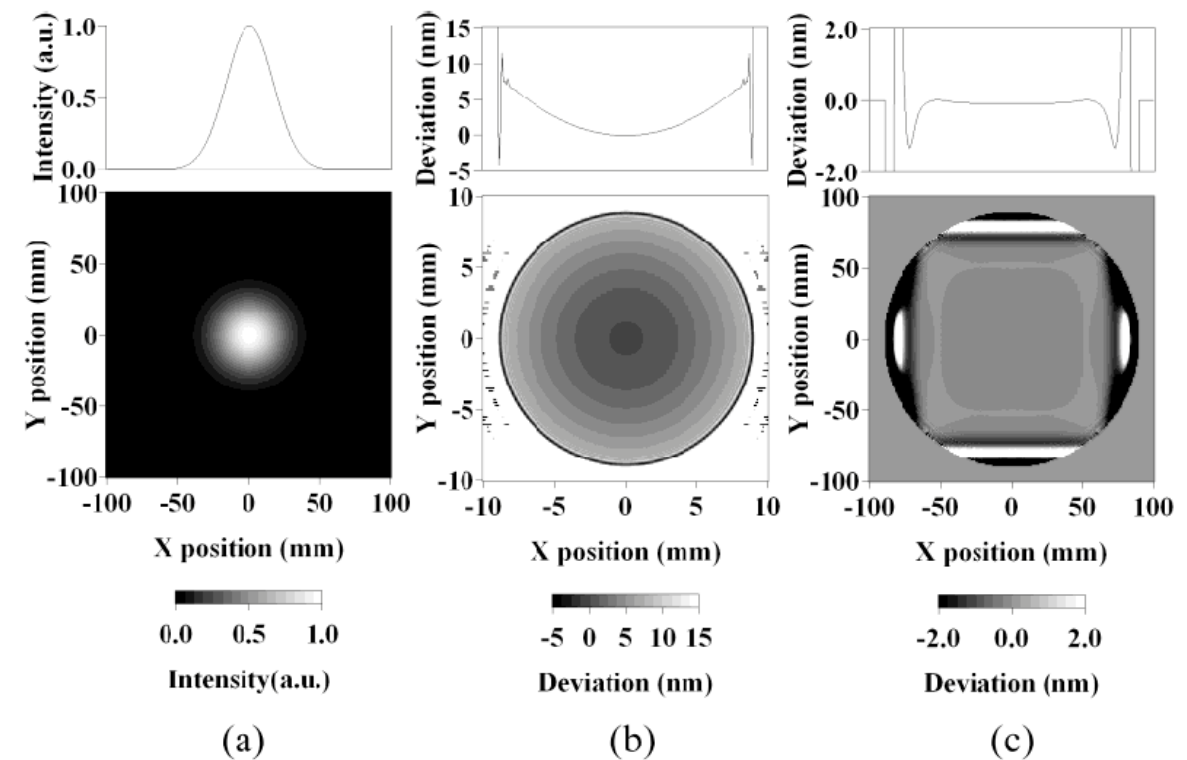 Intensity (a.u.)
1.0
0.5
0.0
Y position (mm)
100
50
0
-50
-100
-100 -50 0 50 100
X position (mm)
0.0 0.5 1.0
Intensity(a.u.)
(a)
Deviation (nm)
15
10
5
0
-5
Y position (mm)
10
5
0
-5
-10
-10 -5 0 5 10
X position (mm)
-5 0 5 10 15
Deviation (nm)
(b)
Deviation (nm)
2.0
0.0
-2.0
Y position (mm)
100
50
0
-50
-100
-100 -50 0 50 100
X position (mm)
-2.0 0.0 2.0
Deviation (nm)
(c)